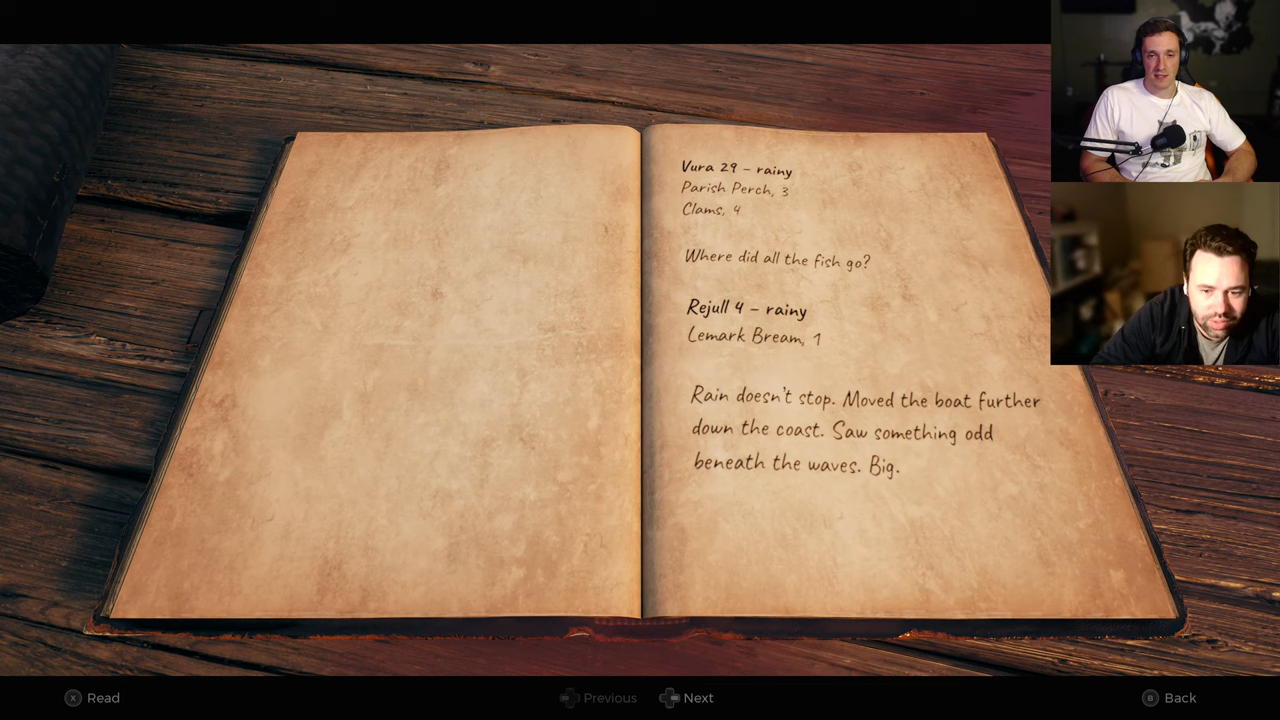 Vura 29 – rainy
Parish Perch, 3
Clams, 4
Where did all the fish go?
Rejull 4 – rainy
Lemark Bream, 1
Rain doesn't stop. Moved the boat further
down the coast. Saw something odd
beneath the waves. Big.
X Read
Previous
Next
B Back